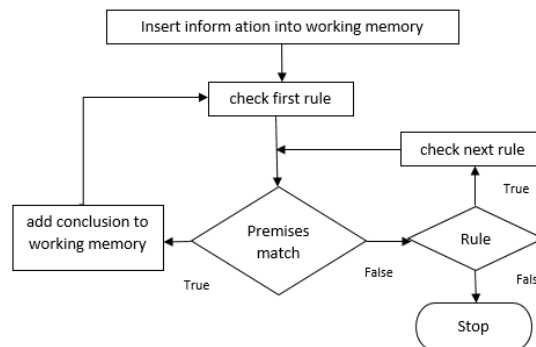 Insert inform ation into working memory
check first rule
check next rule
True
add conclusion to
working memory
Premises
match
Rule
True
False
Fals
Stop